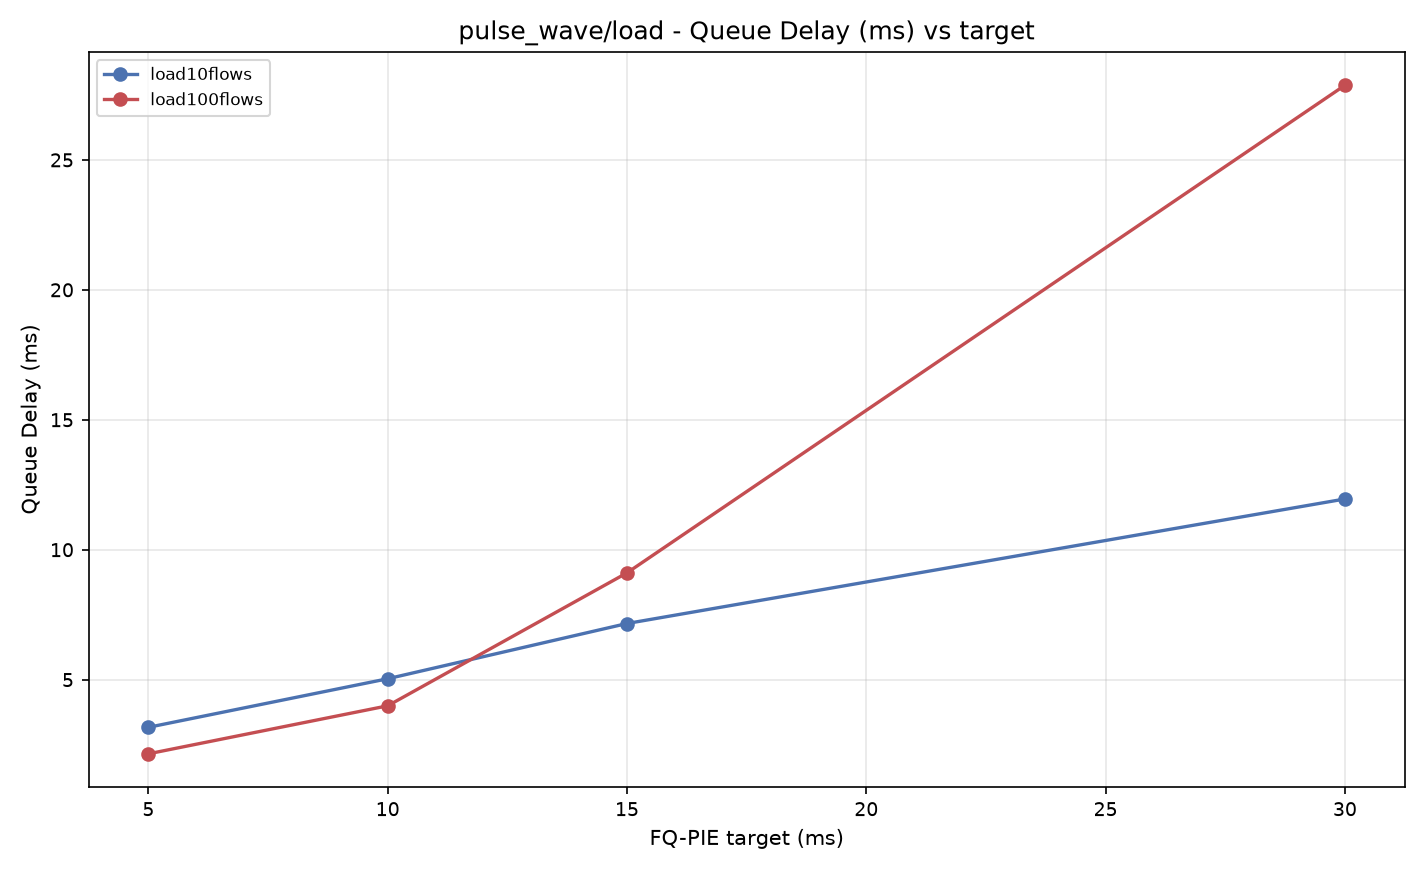 pulse_wave/load - Queue Delay (ms) vs target
load10flows
load100flows
25
20
15
10
5
Queue Delay (ms)
5 10 15 20 25 30
FQ-PIE target (ms)